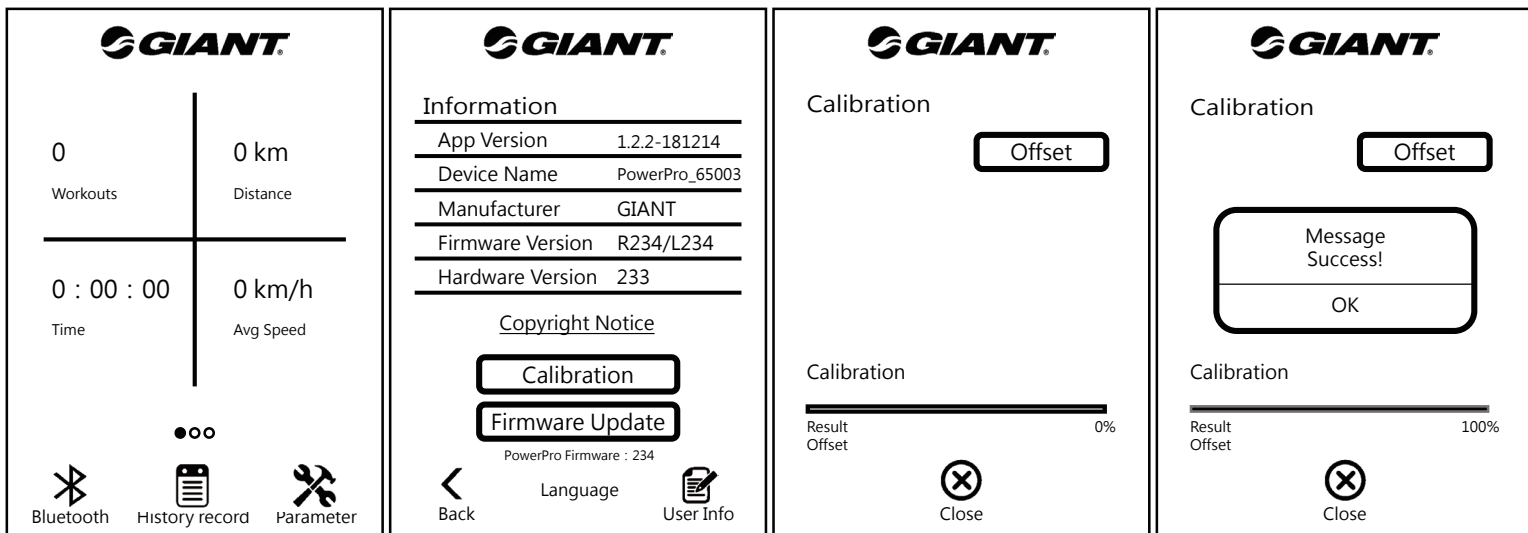 GIANT®
0
Workouts
0 km
Distance
0 : 00 : 00
Time
0 km/h
Avg Speed
Bluetooth
History record
Parameter
GIANT®
Information
App Version 1.2.2-181214
Device Name PowerPro_65003
Manufacturer GIANT
Firmware Version R234/L234
Hardware Version 233
Copyright Notice
Calibration
Firmware Update
PowerPro Firmware : 234
Back
Language
User Info
GIANT®
Calibration
Offset
Calibration
Result 0%
Offset
Close
GIANT®
Calibration
Offset
Message
Success!
OK
Calibration
Result 100%
Offset
Close